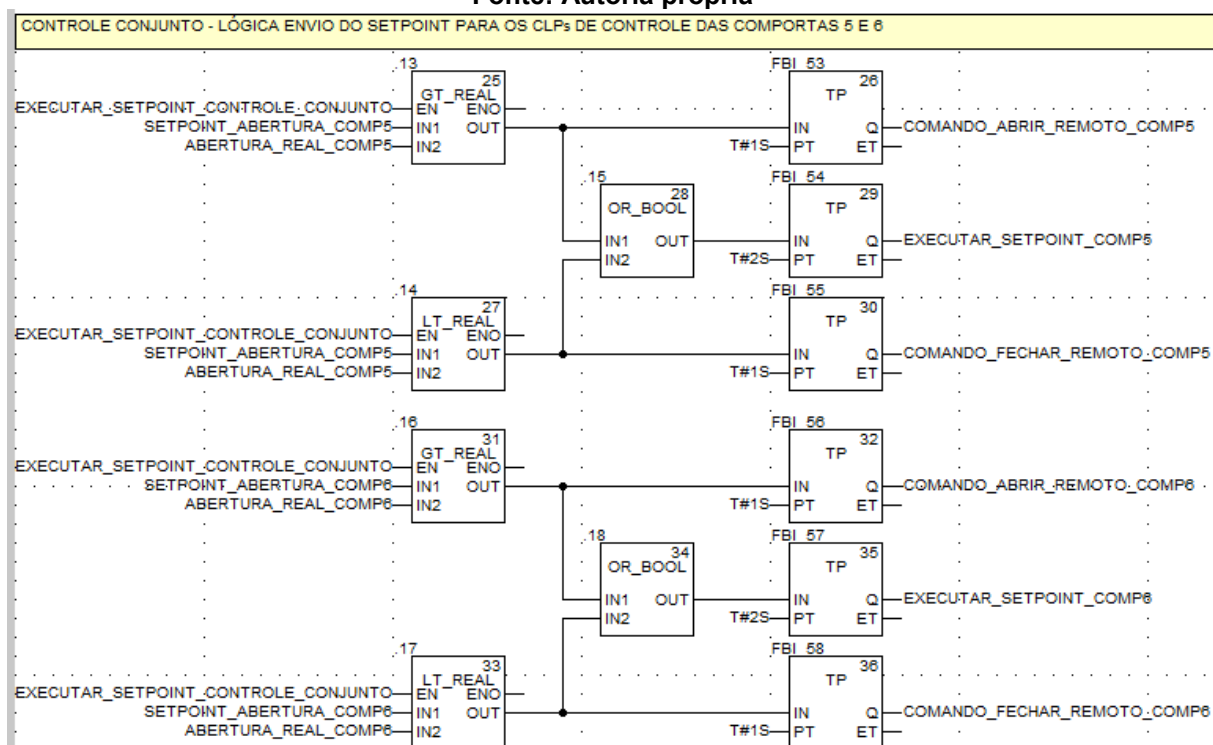 Fonte: Autoria própria
CONTROLE CONJUNTO - LÓGICA ENVIO DO SETPOINT PARA OS CLPs DE CONTROLE DAS COMPORTAS 5 E 6
.13
25
GT_REAL
EXECUTAR_SETPOINT_CONTROLE_CONJUNTO EN ENO
SETPOINT_ABERTURA_COMP5 IN1 OUT
ABERTURA_REAL_COMP5 IN2
FBI_53
26
TP
IN Q COMANDO_ABRIR_REMOTO_COMP5
T#1S PT ET
.15
28
OR_BOOL
IN1 OUT
IN2
FBI_54
29
TP
IN Q EXECUTAR_SETPOINT_COMP5
T#2S PT ET
.14
27
LT_REAL
EXECUTAR_SETPOINT_CONTROLE_CONJUNTO EN ENO
SETPOINT_ABERTURA_COMP5 IN1 OUT
ABERTURA_REAL_COMP5 IN2
FBI_55
30
TP
IN Q COMANDO_FECHAR_REMOTO_COMP5
T#1S PT ET
.16
31
GT_REAL
EXECUTAR_SETPOINT_CONTROLE_CONJUNTO EN ENO
SETPOINT_ABERTURA_COMP6 IN1 OUT
ABERTURA_REAL_COMP6 IN2
FBI_56
32
TP
IN Q COMANDO_ABRIR_REMOTO_COMP6
T#1S PT ET
.18
34
OR_BOOL
IN1 OUT
IN2
FBI_57
35
TP
IN Q EXECUTAR_SETPOINT_COMP6
T#2S PT ET
.17
33
LT_REAL
EXECUTAR_SETPOINT_CONTROLE_CONJUNTO EN ENO
SETPOINT_ABERTURA_COMP6 IN1 OUT
ABERTURA_REAL_COMP6 IN2
FBI_58
36
TP
IN Q COMANDO_FECHAR_REMOTO_COMP6
T#1S PT ET